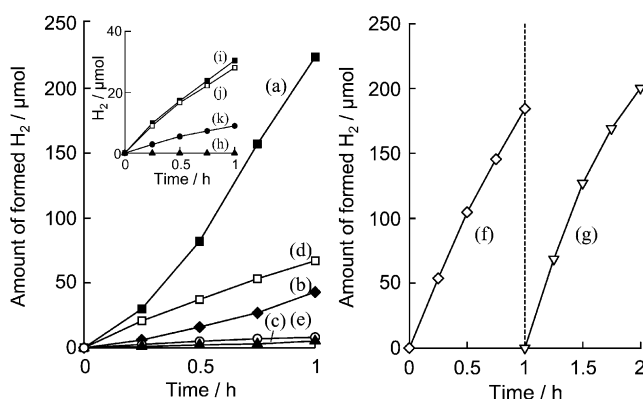 250
200
150
100
50
0
Amount of formed H₂ / µmol
0
0.5
1
Time / h
(a)
(d)
(b)
(c)
(e)
40
20
0
H₂ / µmol
0
0.5
1
Time / h
(i)
(j)
(k)
(h)
250
200
150
100
50
0
Amount of formed H₂ / µmol
0
0.5
1
1.5
2
Time / h
(f)
(g)